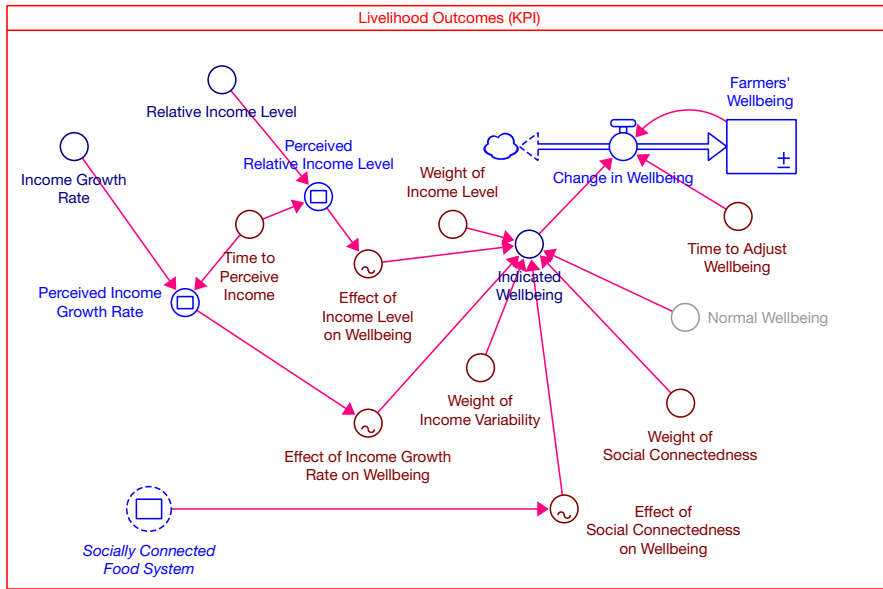 Livelihood Outcomes (KPI)
Relative Income Level
Income Growth
Rate
Perceived
Relative Income Level
Farmers'
Wellbeing
Change in Wellbeing
Weight of
Income Level
Time to
Perceive
Income
Perceived Income
Growth Rate
Effect of
Income Level
on Wellbeing
Indicated
Wellbeing
Time to Adjust
Wellbeing
Normal Wellbeing
Weight of
Income Variability
Weight of
Social Connectedness
Effect of Income Growth
Rate on Wellbeing
Socially Connected
Food System
Effect of
Social Connectedness
on Wellbeing